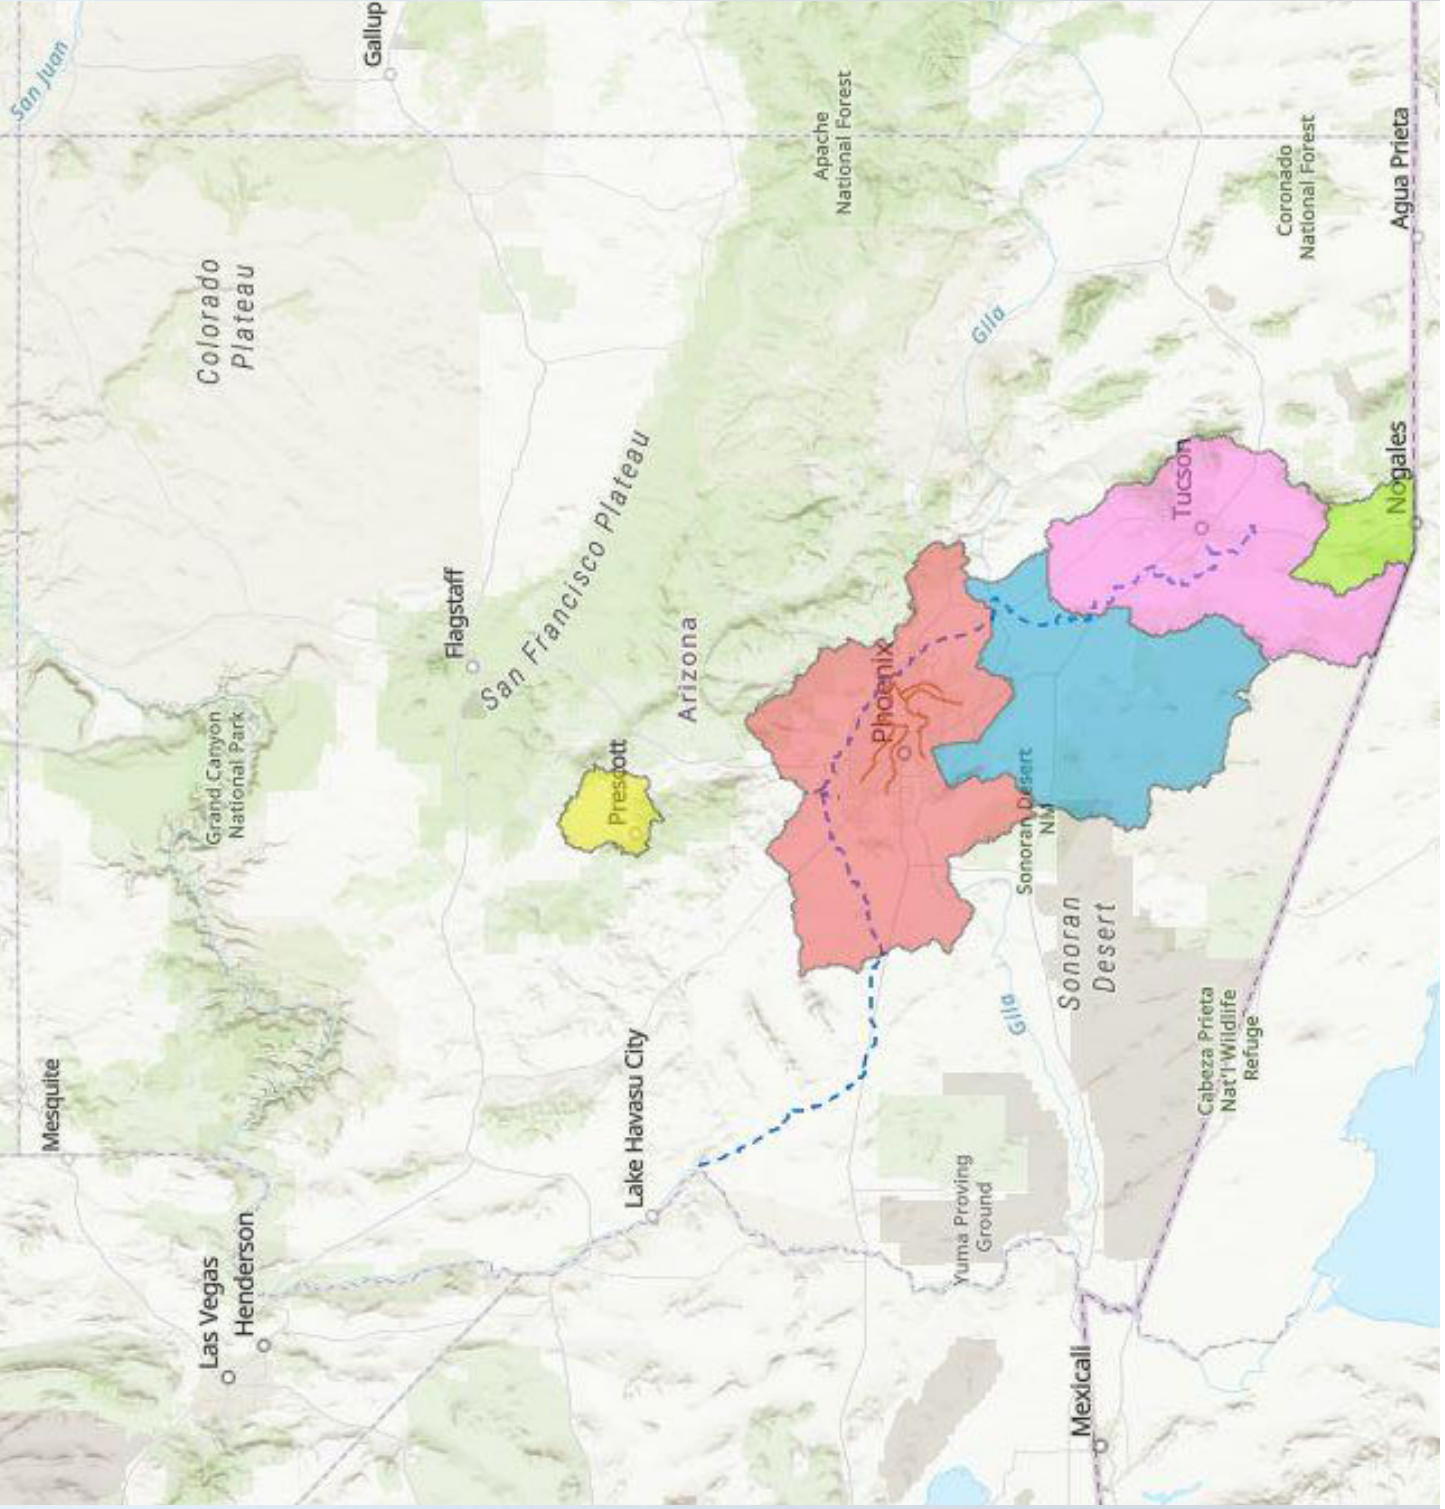 San Juan
Gallup
Colorado
Plateau
Apache
National Forest
Coronado
National Forest
Agua Prieta
Gila
San Francisco Plateau
Flagstaff
Tucson
Nogales
Grand Canyon
National Park
Arizona
Prescott
Phoenix
Sonoran Desert
NM
Sonoran
Desert
Gila
Mesquite
Lake Havasu City
Cabeza Prieta
Nat'l Wildlife
Refuge
Yuma Proving
Ground
Las Vegas
Henderson
Mexicali